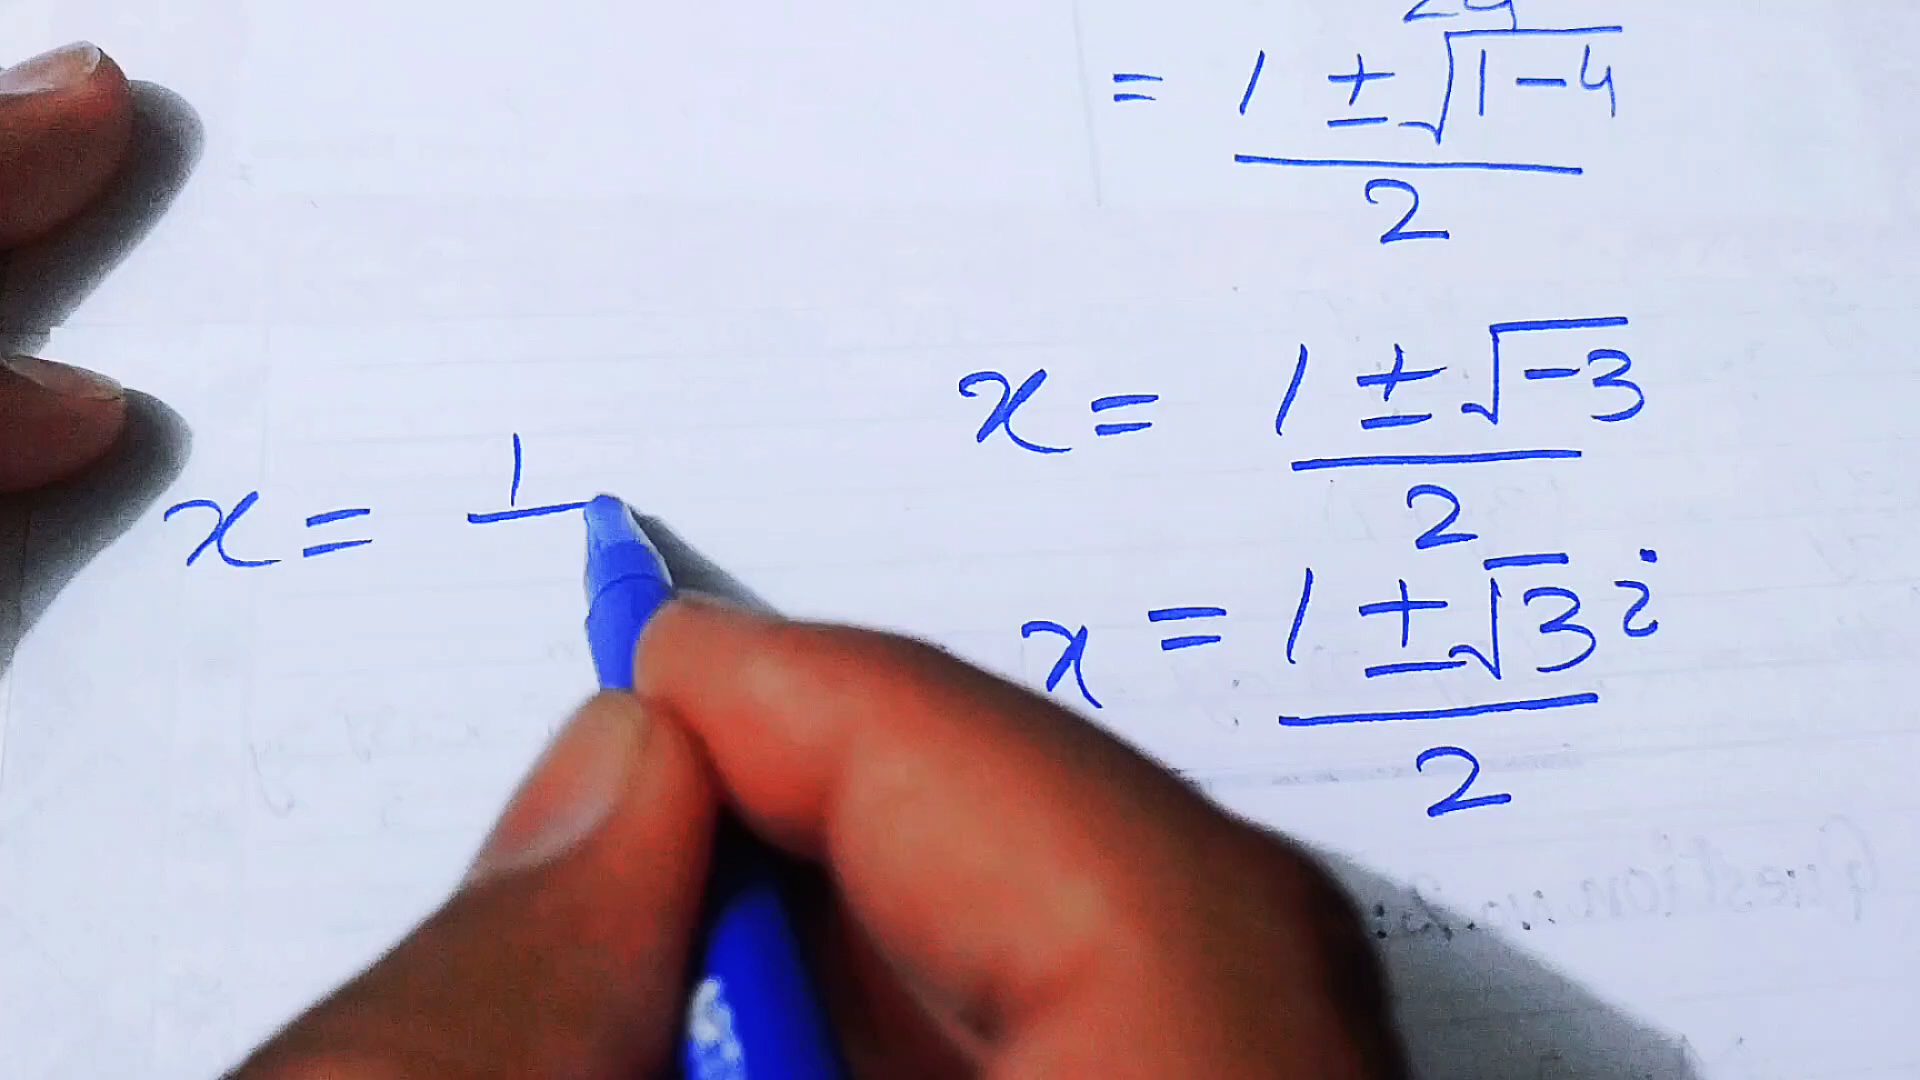 = 1 ± √1-4 / 2
x = 1 ± √-3 / 2
x = 1 ± √3 i / 2
x = 1 /